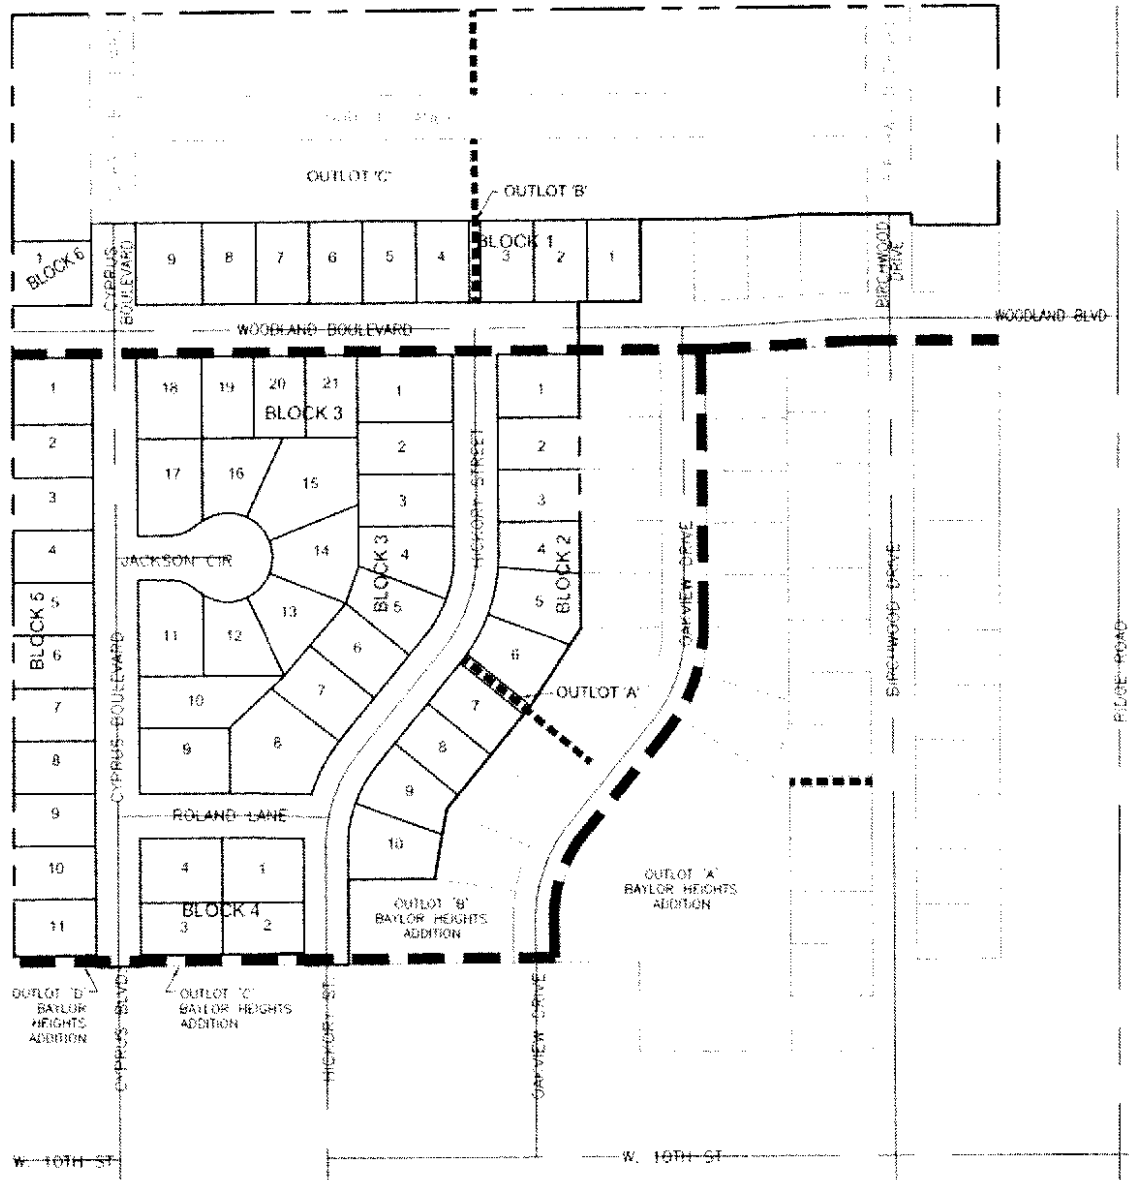 OUTLOT 'C'
OUTLOT 'B'
BLOCK 1
1
BLOCK 6
CYPRUS
BOULEVARD
9
8
7
6
5
4
3
2
1
BIRCHWOOD
DRIVE
WOODLAND BOULEVARD
WOODLAND BLVD
1
2
3
4
5
6
7
8
9
10
11
BLOCK 5
CYPRUS BOULEVARD
18
19
20
21
BLOCK 3
17
16
15
14
13
12
11
10
9
8
7
6
5
4
3
2
1
BLOCK 3
JACKSON CIR
HICKORY STREET
1
2
3
4
5
6
7
8
9
10
BLOCK 2
OUTLOT 'A'
OAKVIEW DRIVE
BIRCHWOOD DRIVE
RIDGE ROAD
ROLAND LANE
4
1
BLOCK 4
3
2
OUTLOT 'B'
BAYLOR HEIGHTS
ADDITION
OUTLOT 'A'
BAYLOR HEIGHTS
ADDITION
OUTLOT 'D'
BAYLOR
HEIGHTS
ADDITION
OUTLOT 'C'
BAYLOR HEIGHTS
ADDITION
CYPRUS BLVD
HICKORY ST.
OAKVIEW DRIVE
W. 10TH ST
W. 10TH ST